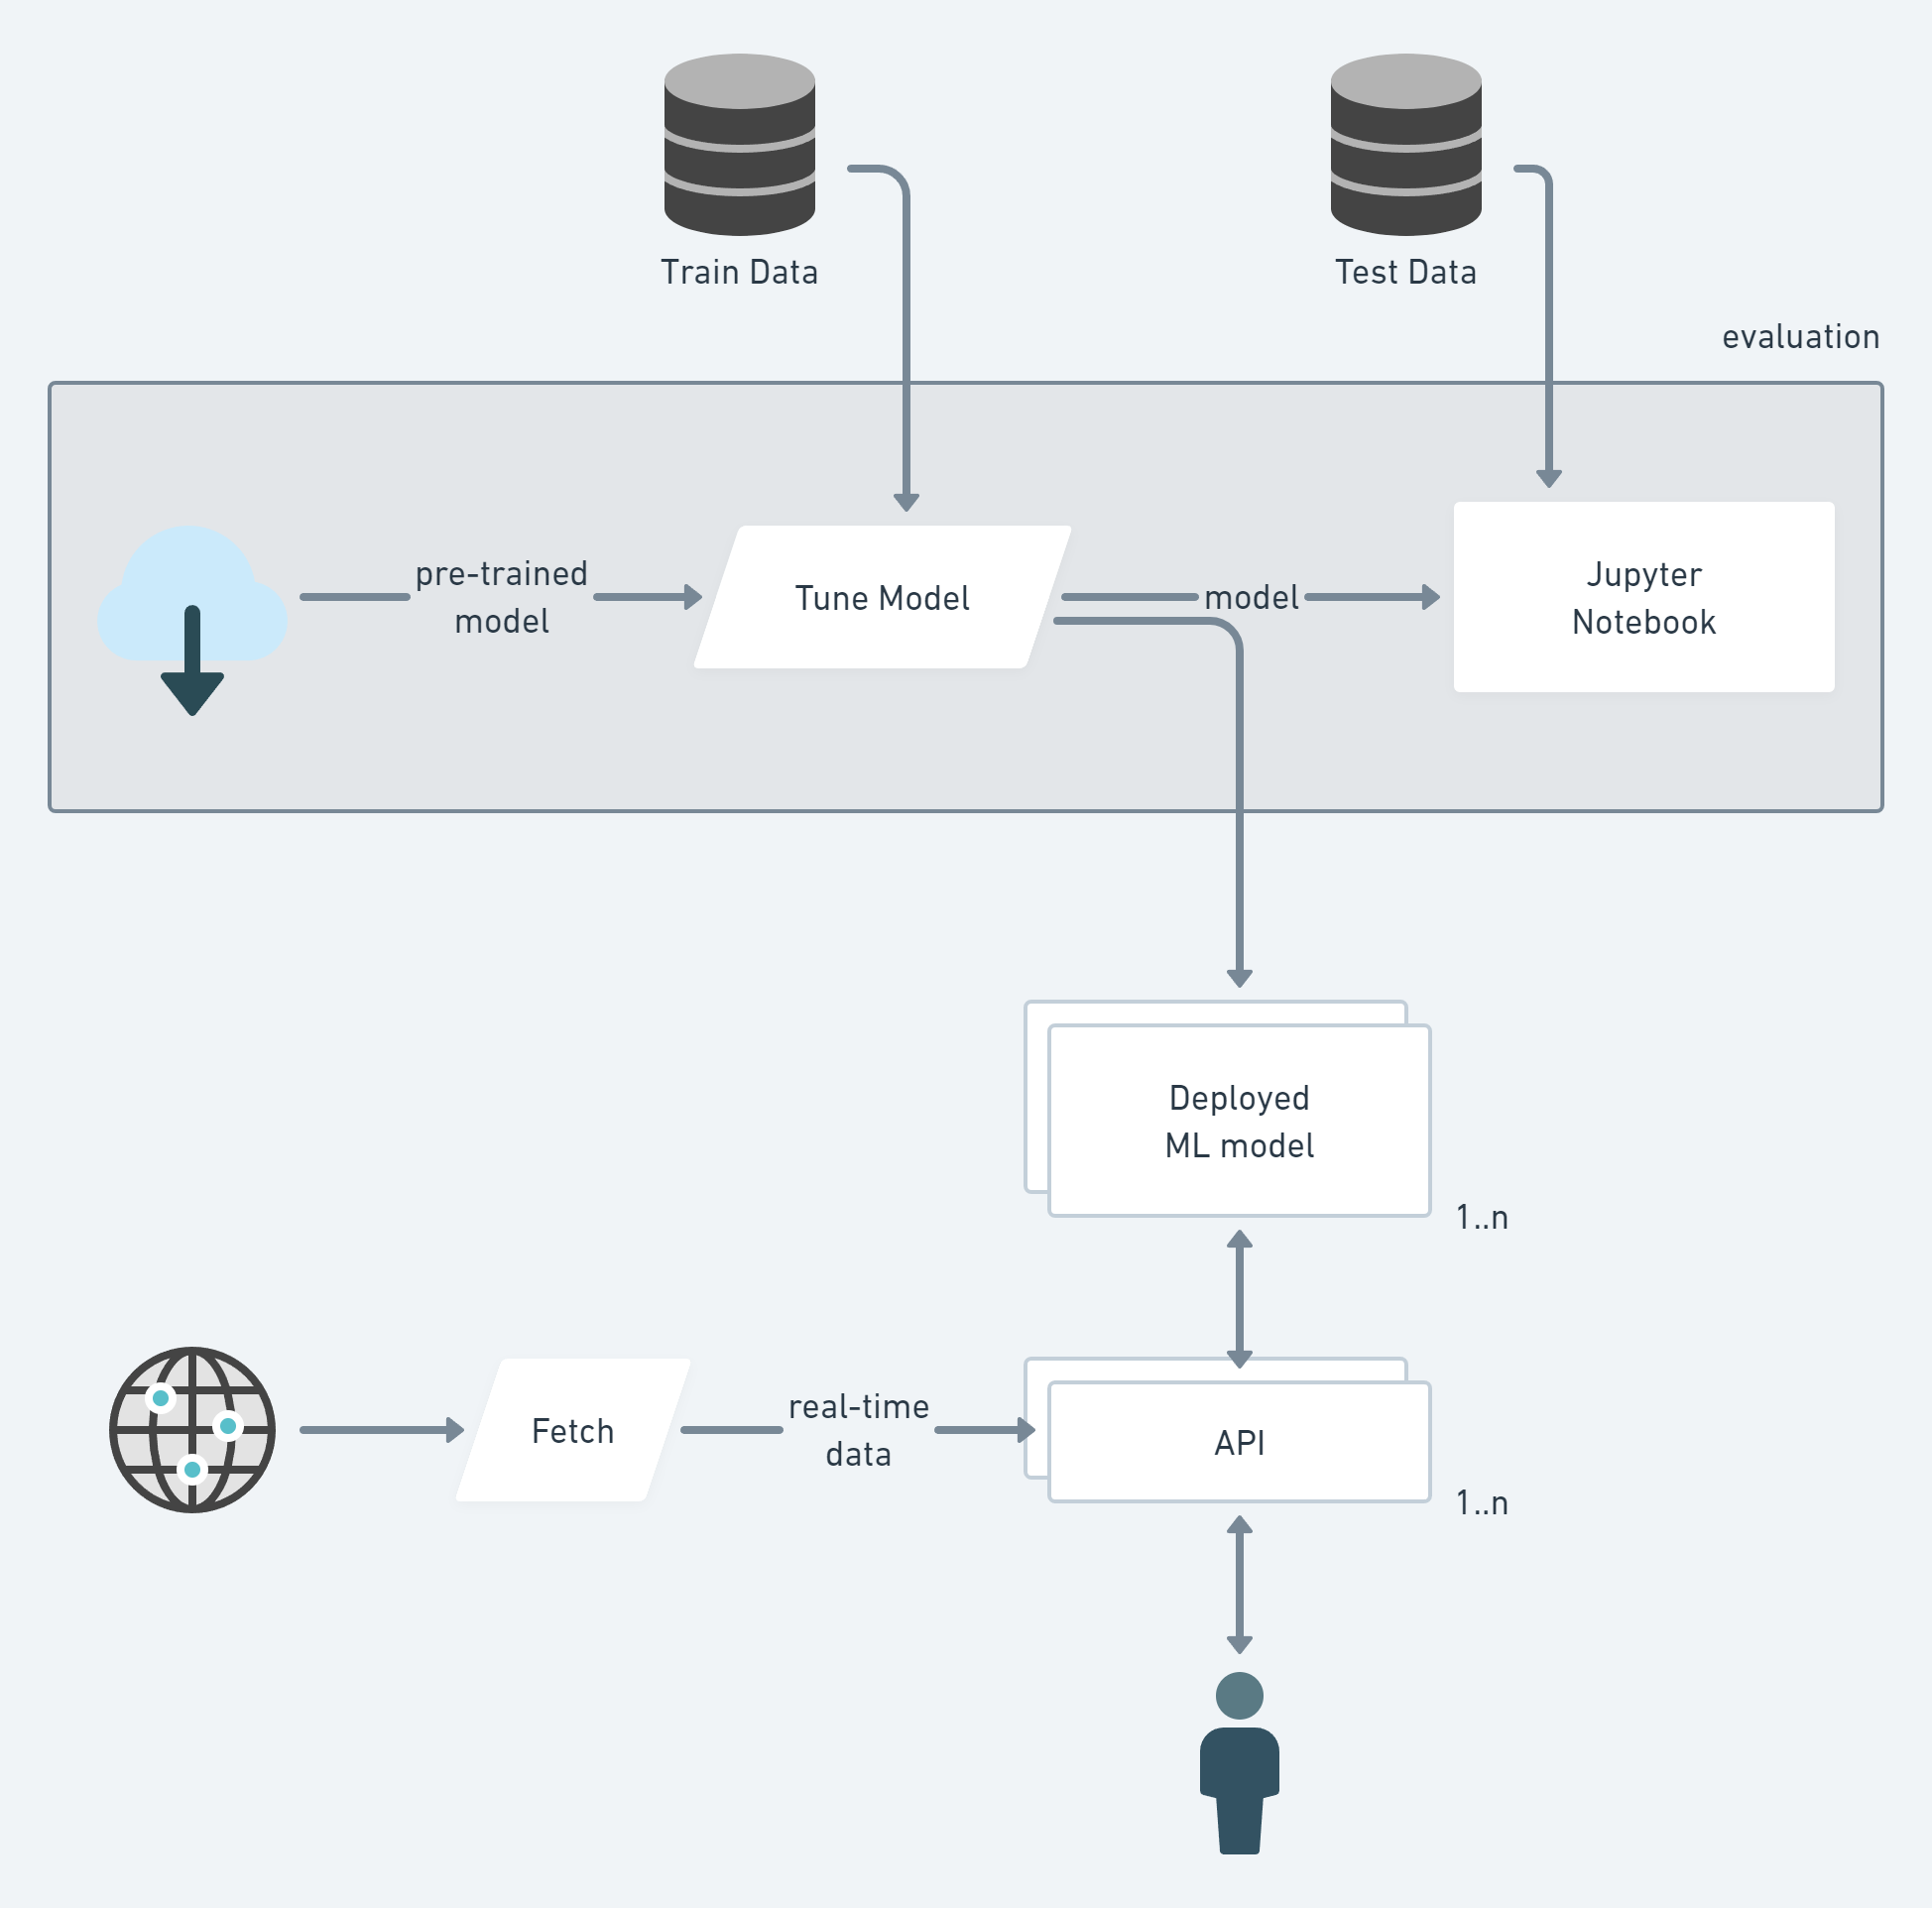 Train Data
Test Data
evaluation
pre-trained
model
Tune Model
model
Jupyter
Notebook
Deployed
ML model
1..n
Fetch
real-time
data
API
1..n